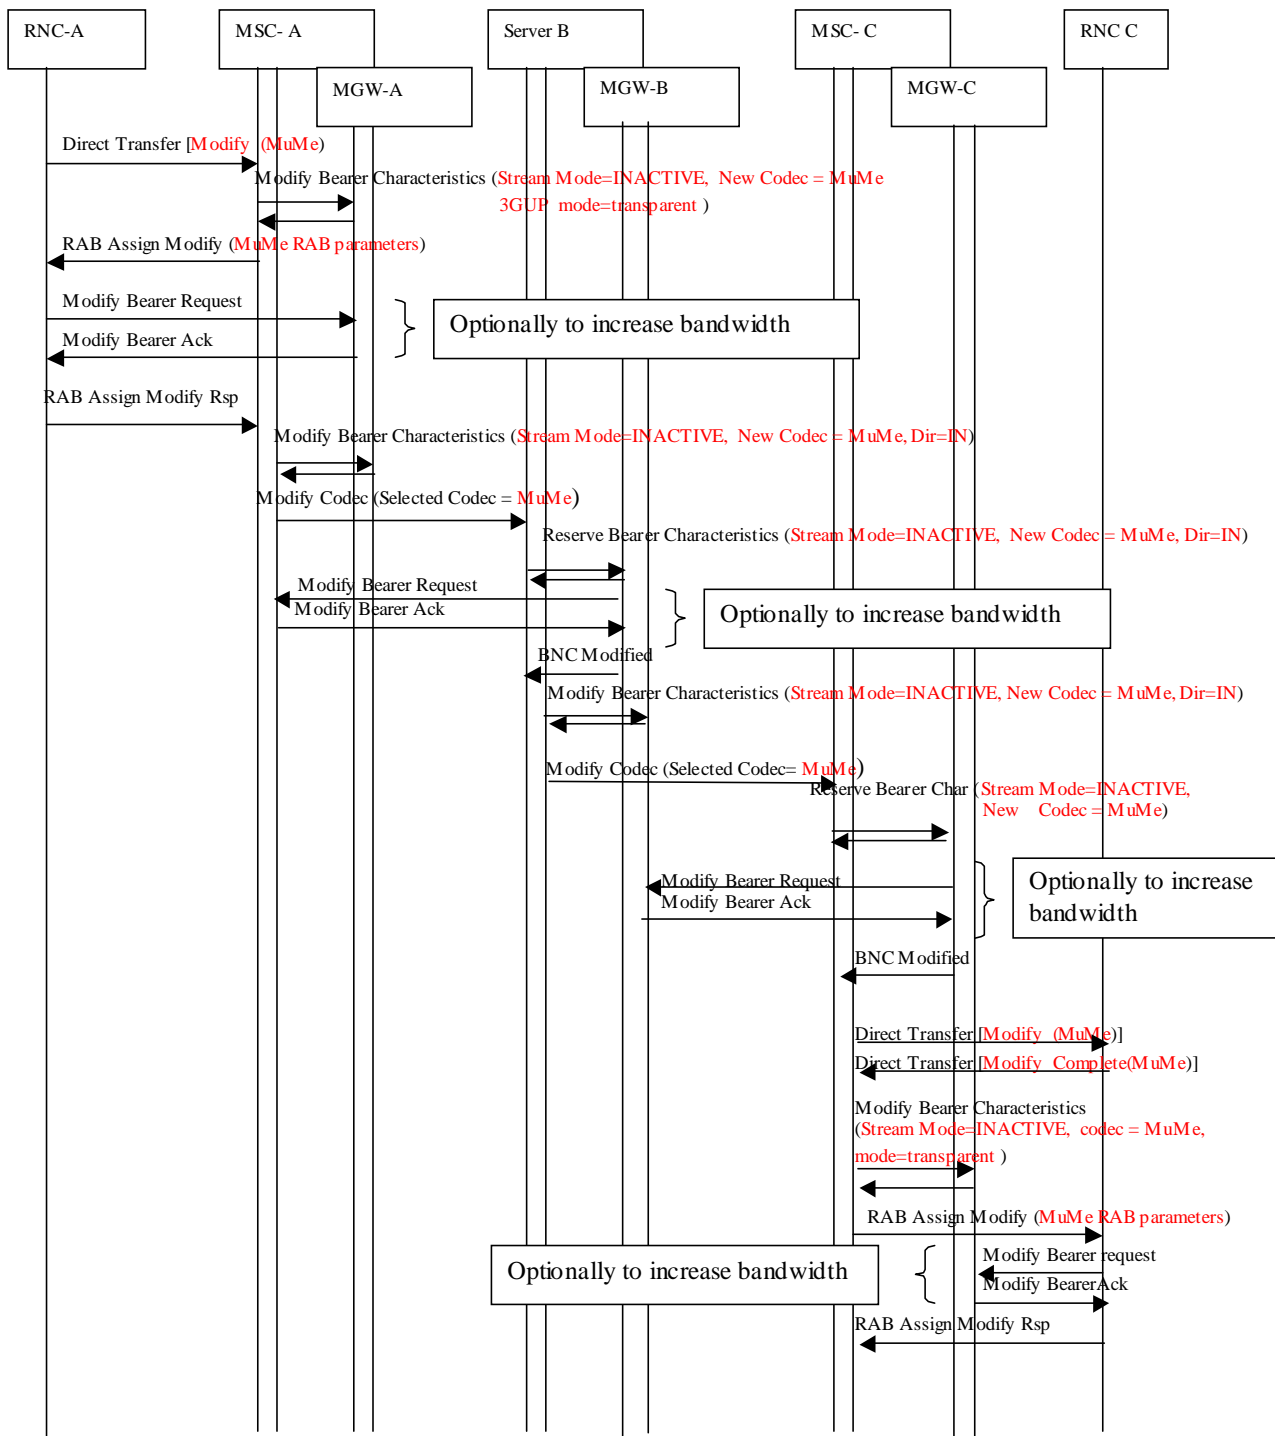 RNC-A
MSC- A
Server B
MSC- C
RNC C
MGW-A
MGW-B
MGW-C
Direct Transfer [Modify (MuMe)
Modify Bearer Characteristics (Stream Mode=INACTIVE, New Codec = MuMe
3GUP mode=transparent )
RAB Assign Modify (MuMe RAB parameters)
Modify Bearer Request
Optionally to increase bandwidth
Modify Bearer Ack
RAB Assign Modify Rsp
Modify Bearer Characteristics (Stream Mode=INACTIVE, New Codec = MuMe, Dir=IN)
Modify Codec (Selected Codec = MuMe)
Reserve Bearer Characteristics (Stream Mode=INACTIVE, New Codec = MuMe, Dir=IN)
Modify Bearer Request
Modify Bearer Ack
Optionally to increase bandwidth
BNC Modified
Modify Bearer Characteristics (Stream Mode=INACTIVE, New Codec = MuMe, Dir=IN)
Modify Codec (Selected Codec= MuMe)
Reserve Bearer Char (Stream Mode=INACTIVE,
New Codec = MuMe)
Modify Bearer Request
Optionally to increase
bandwidth
Modify Bearer Ack
BNC Modified
Direct Transfer [Modify (MuMe)]
Direct Transfer [Modify Complete(MuMe)]
Modify Bearer Characteristics
(Stream Mode=INACTIVE, codec = MuMe,
mode=transparent )
RAB Assign Modify (MuMe RAB parameters)
Modify Bearer request
Optionally to increase bandwidth
Modify BearerAck
RAB Assign Modify Rsp